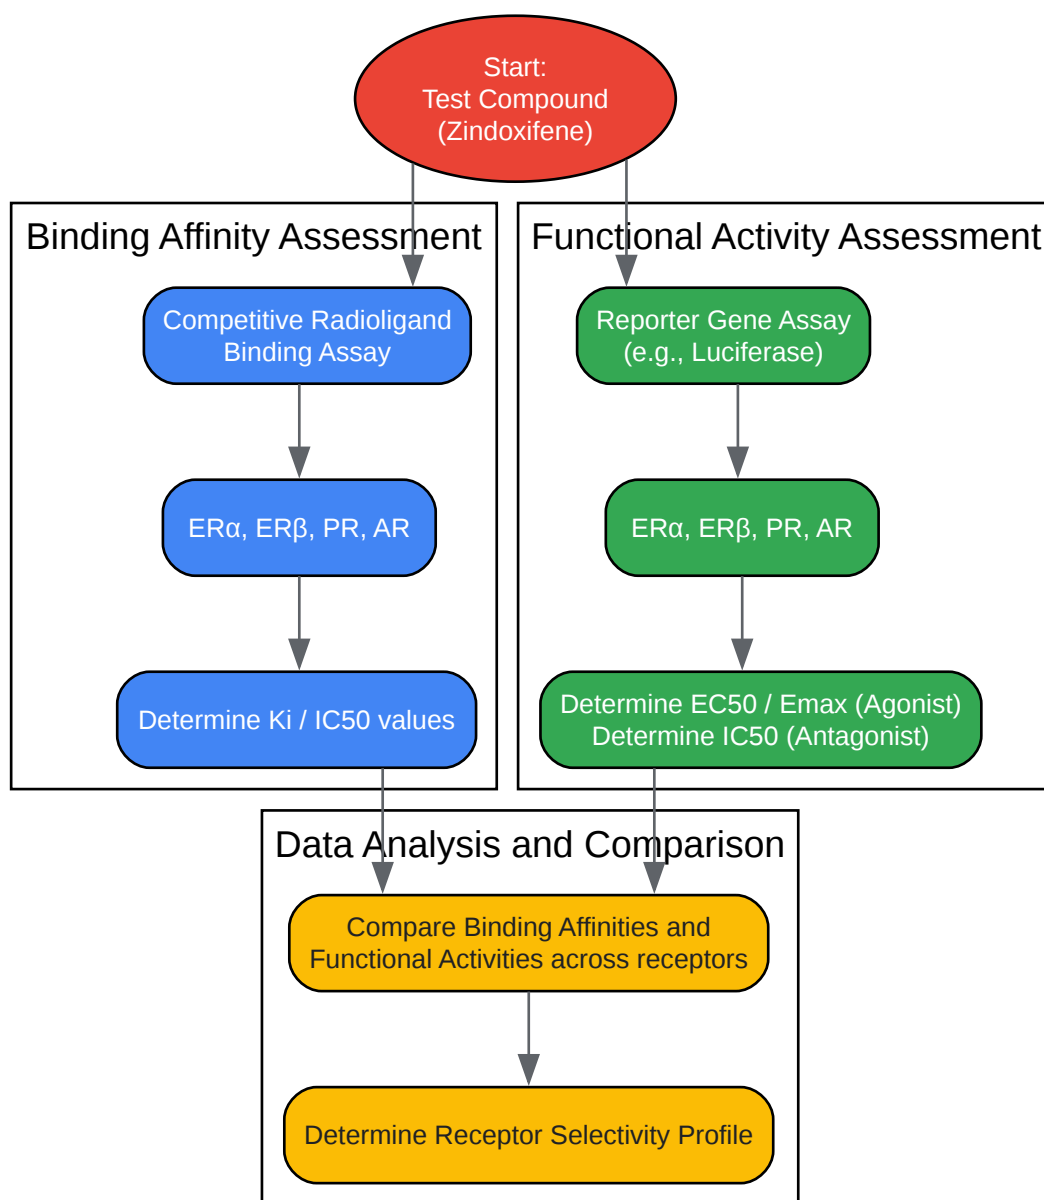 Start:
Test Compound
(Zindoxifene)
Binding Affinity Assessment
Competitive Radioligand
Binding Assay
ERα, ERβ, PR, AR
Determine Ki / IC50 values
Functional Activity Assessment
Reporter Gene Assay
(e.g., Luciferase)
ERα, ERβ, PR, AR
Determine EC50 / Emax (Agonist)
Determine IC50 (Antagonist)
Data Analysis and Comparison
Compare Binding Affinities and
Functional Activities across receptors
Determine Receptor Selectivity Profile